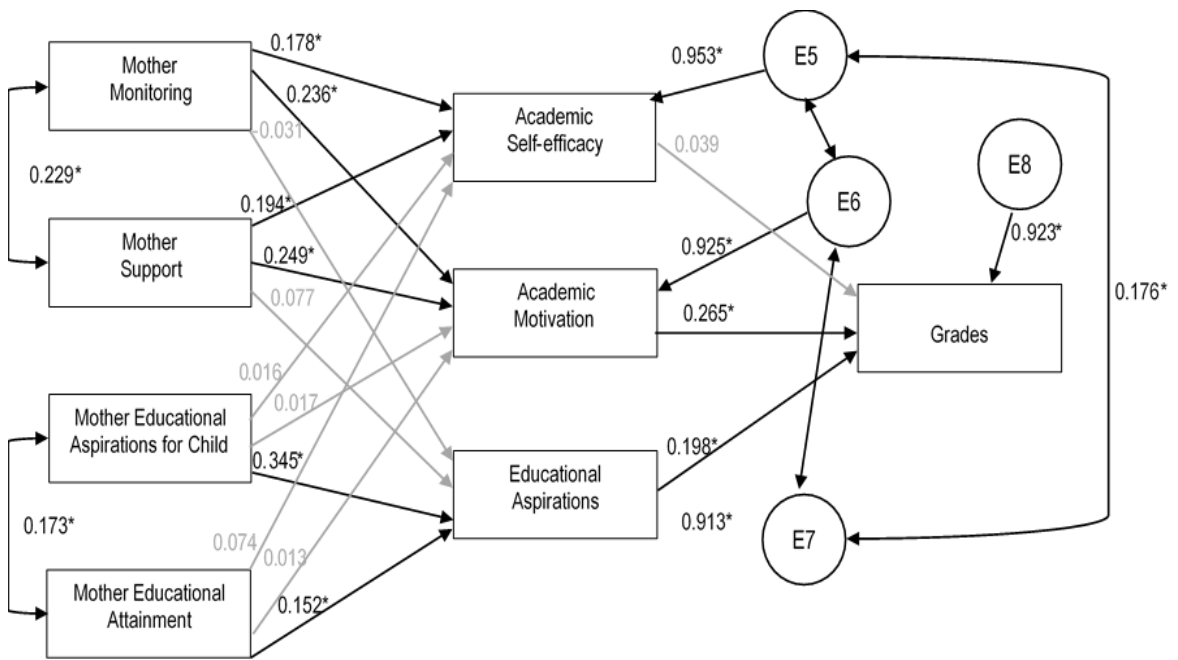 Mother
Monitoring
Mother
Support
Mother Educational
Aspirations for Child
Mother Educational
Attainment
0.229*
0.173*
0.178*
0.236*
-0.031
0.194*
0.249*
0.077
0.016
0.017
0.345*
0.074
0.013
0.152*
Academic
Self-efficacy
Academic
Motivation
Educational
Aspirations
0.953*
0.039
0.925*
0.265*
0.198*
0.913*
E5
E6
E7
E8
0.923*
Grades
0.176*